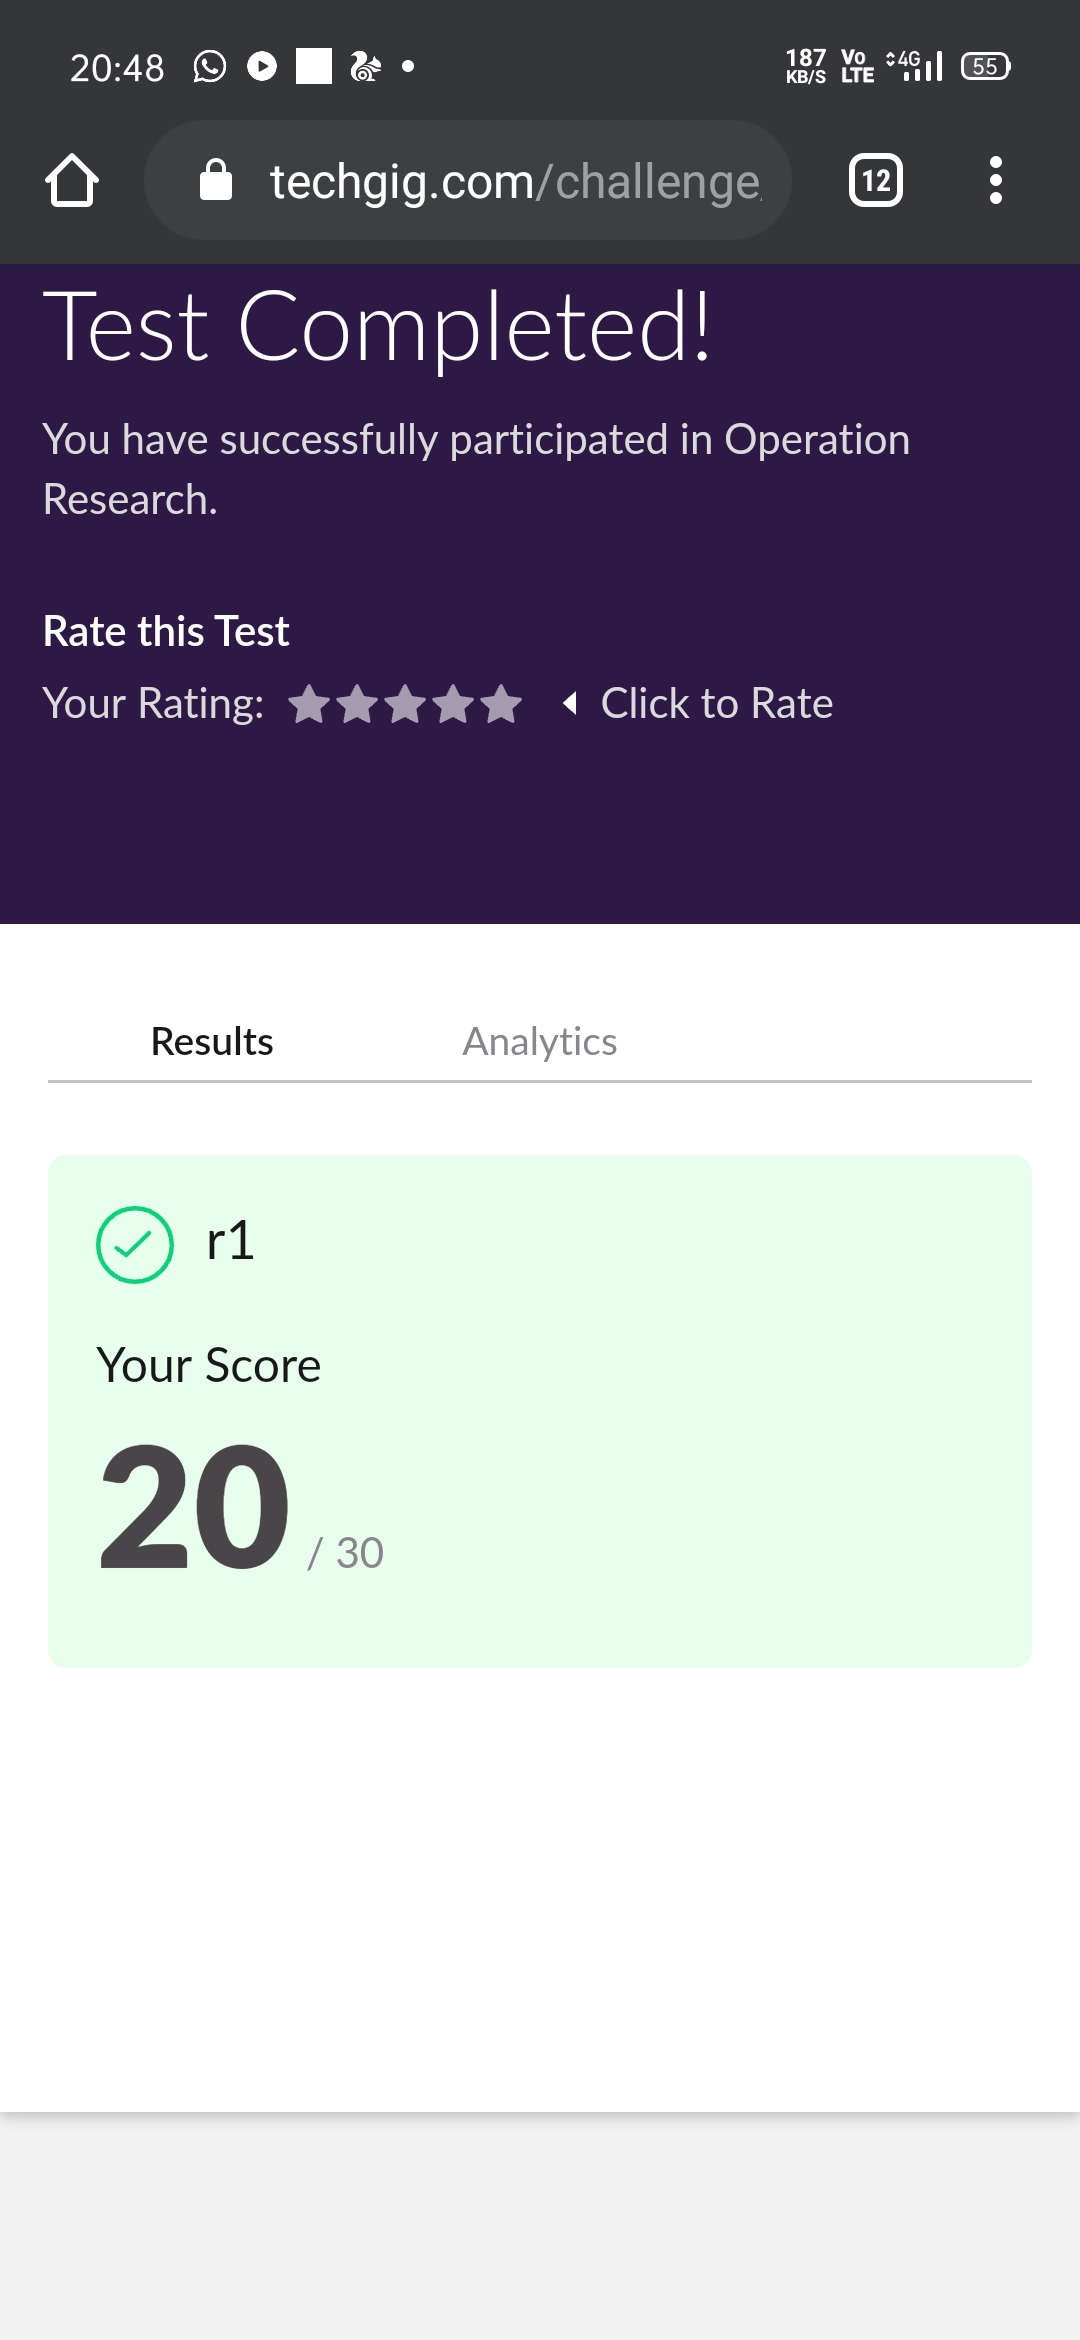 20:48
187 KB/S Vo LTE 4G 55
techgig.com/challenge
12
Test Completed!
You have successfully participated in Operation
Research.
Rate this Test
Your Rating: Click to Rate
Results Analytics
r1
Your Score
20 / 30